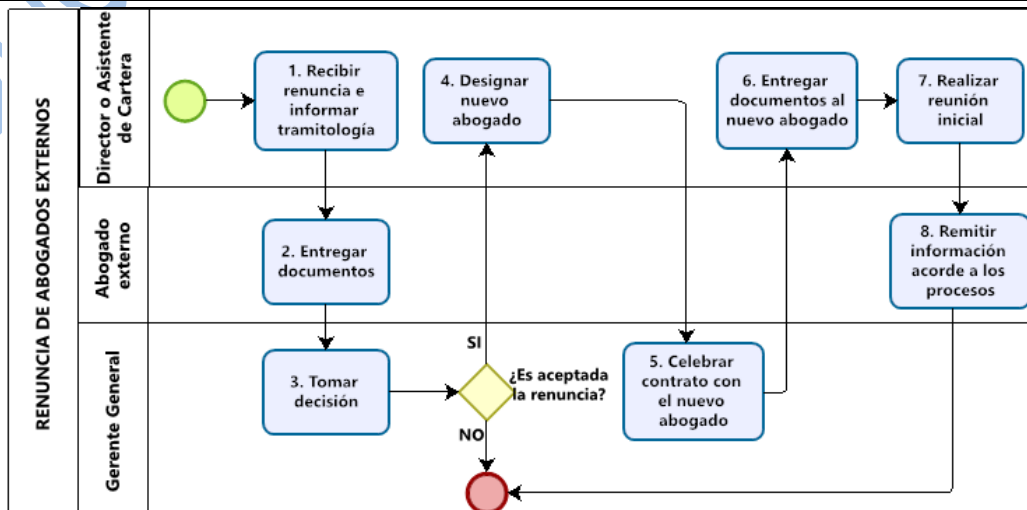 RENUNCIA DE ABOGADOS EXTERNOS
Director o Asistente
de Cartera
1. Recibir
renuncia e
informar
tramitología
4. Designar
nuevo
abogado
6. Entregar
documentos al
nuevo abogado
7. Realizar
reunión
inicial
Abogado
externo
2. Entregar
documentos
8. Remitir
información
acorde a los
procesos
Gerente General
3. Tomar
decisión
SI
¿Es aceptada
la renuncia?
NO
5. Celebrar
contrato con
el nuevo
abogado